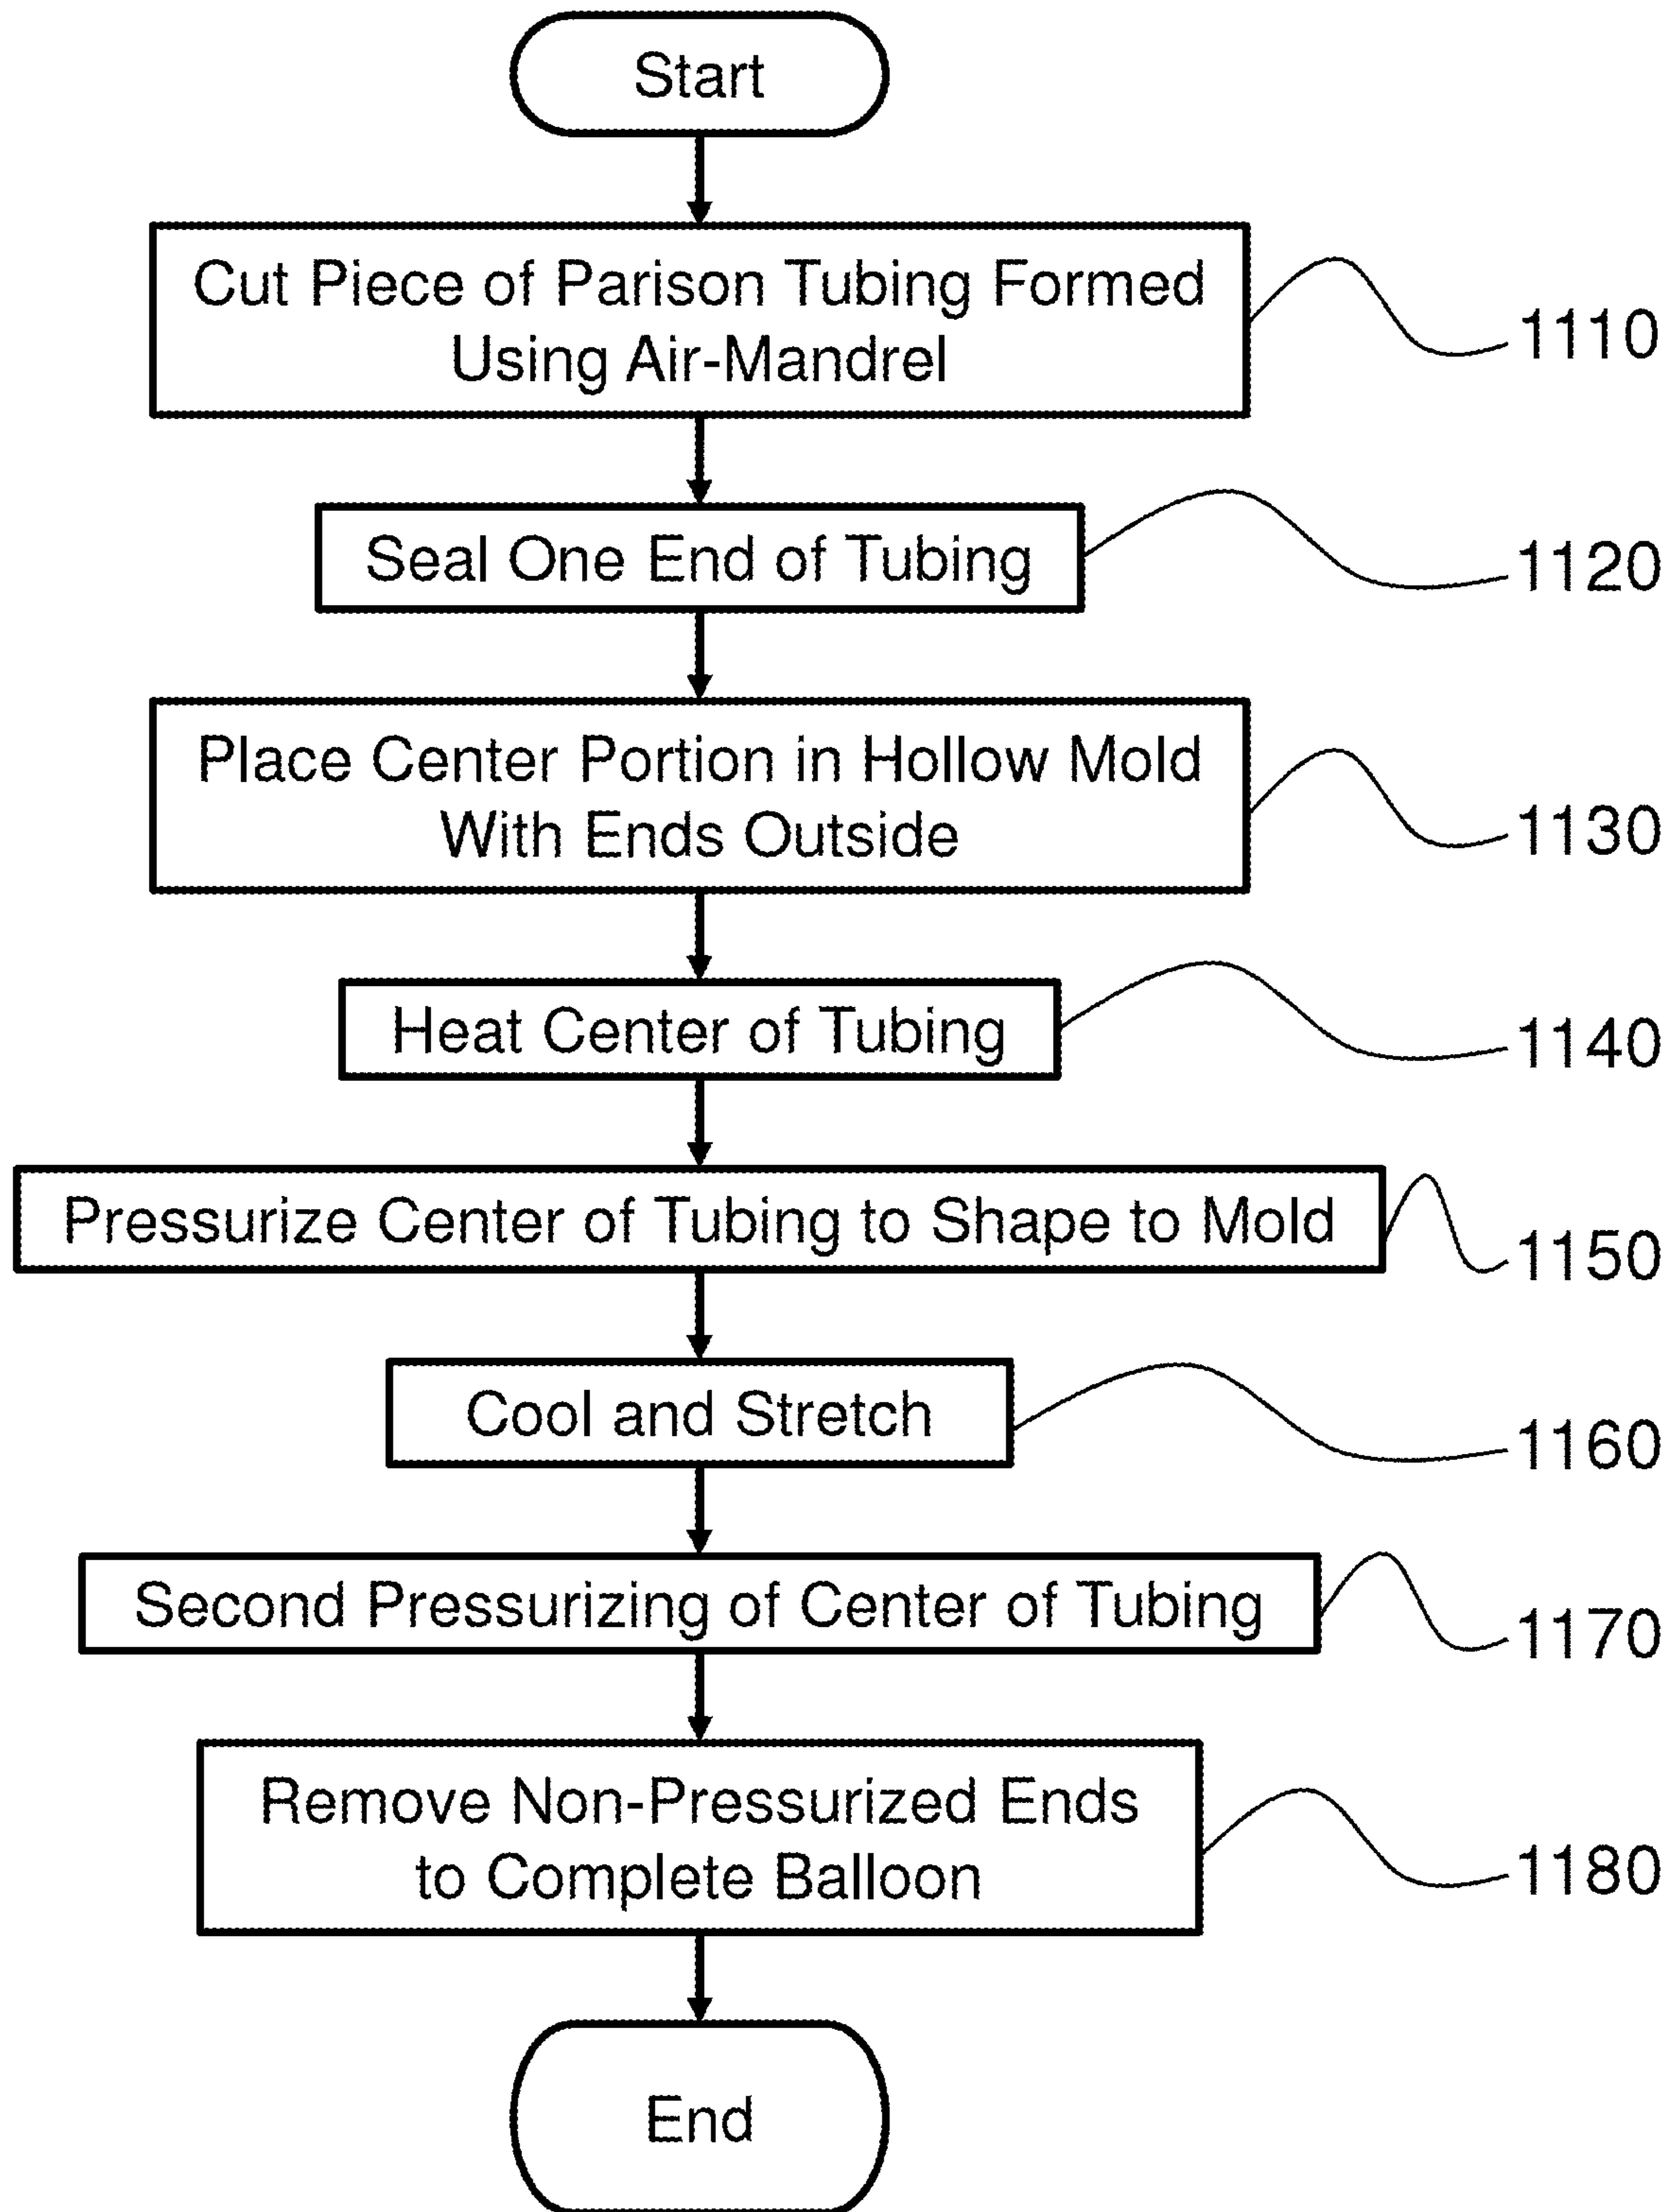 Start
Cut Piece of Parison Tubing Formed
Using Air-Mandrel
1110
Seal One End of Tubing
1120
Place Center Portion in Hollow Mold
With Ends Outside
1130
Heat Center of Tubing
1140
Pressurize Center of Tubing to Shape to Mold
1150
Cool and Stretch
1160
Second Pressurizing of Center of Tubing
1170
Remove Non-Pressurized Ends
to Complete Balloon
1180
End